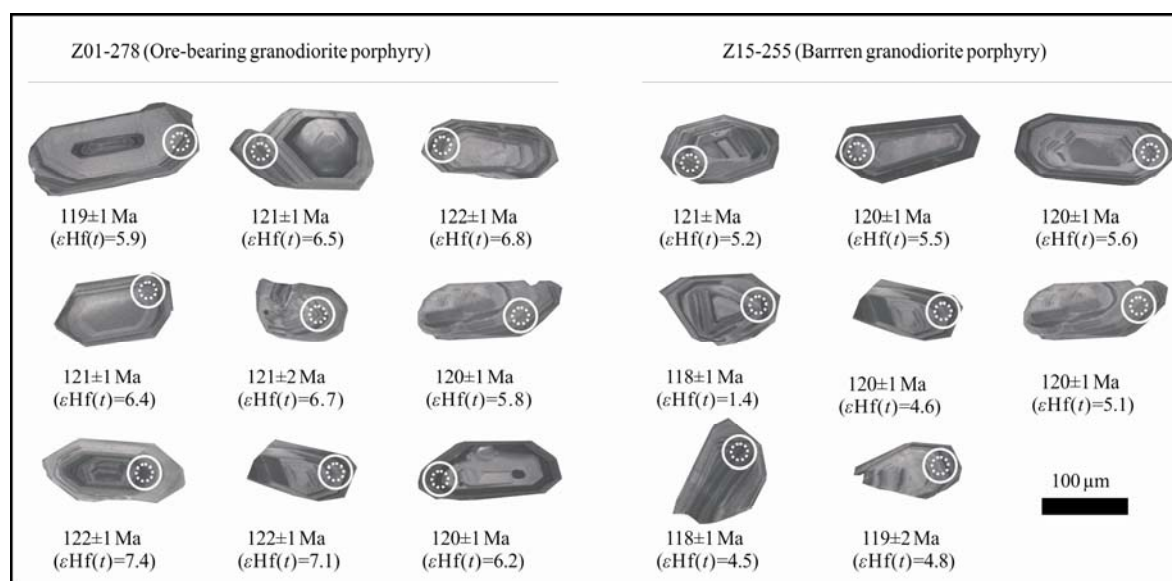 Z01-278 (Ore-bearing granodiorite porphyry)
Z15-255 (Barrren granodiorite porphyry)
119±1 Ma
(εHf(t)=5.9)
121±1 Ma
(εHf(t)=6.5)
122±1 Ma
(εHf(t)=6.8)
121± Ma
(εHf(t)=5.2)
120±1 Ma
(εHf(t)=5.5)
120±1 Ma
(εHf(t)=5.6)
121±1 Ma
(εHf(t)=6.4)
121±2 Ma
(εHf(t)=6.7)
120±1 Ma
(εHf(t)=5.8)
118±1 Ma
(εHf(t)=1.4)
120±1 Ma
(εHf(t)=4.6)
120±1 Ma
(εHf(t)=5.1)
122±1 Ma
(εHf(t)=7.4)
122±1 Ma
(εHf(t)=7.1)
120±1 Ma
(εHf(t)=6.2)
118±1 Ma
(εHf(t)=4.5)
119±2 Ma
(εHf(t)=4.8)
100 μm